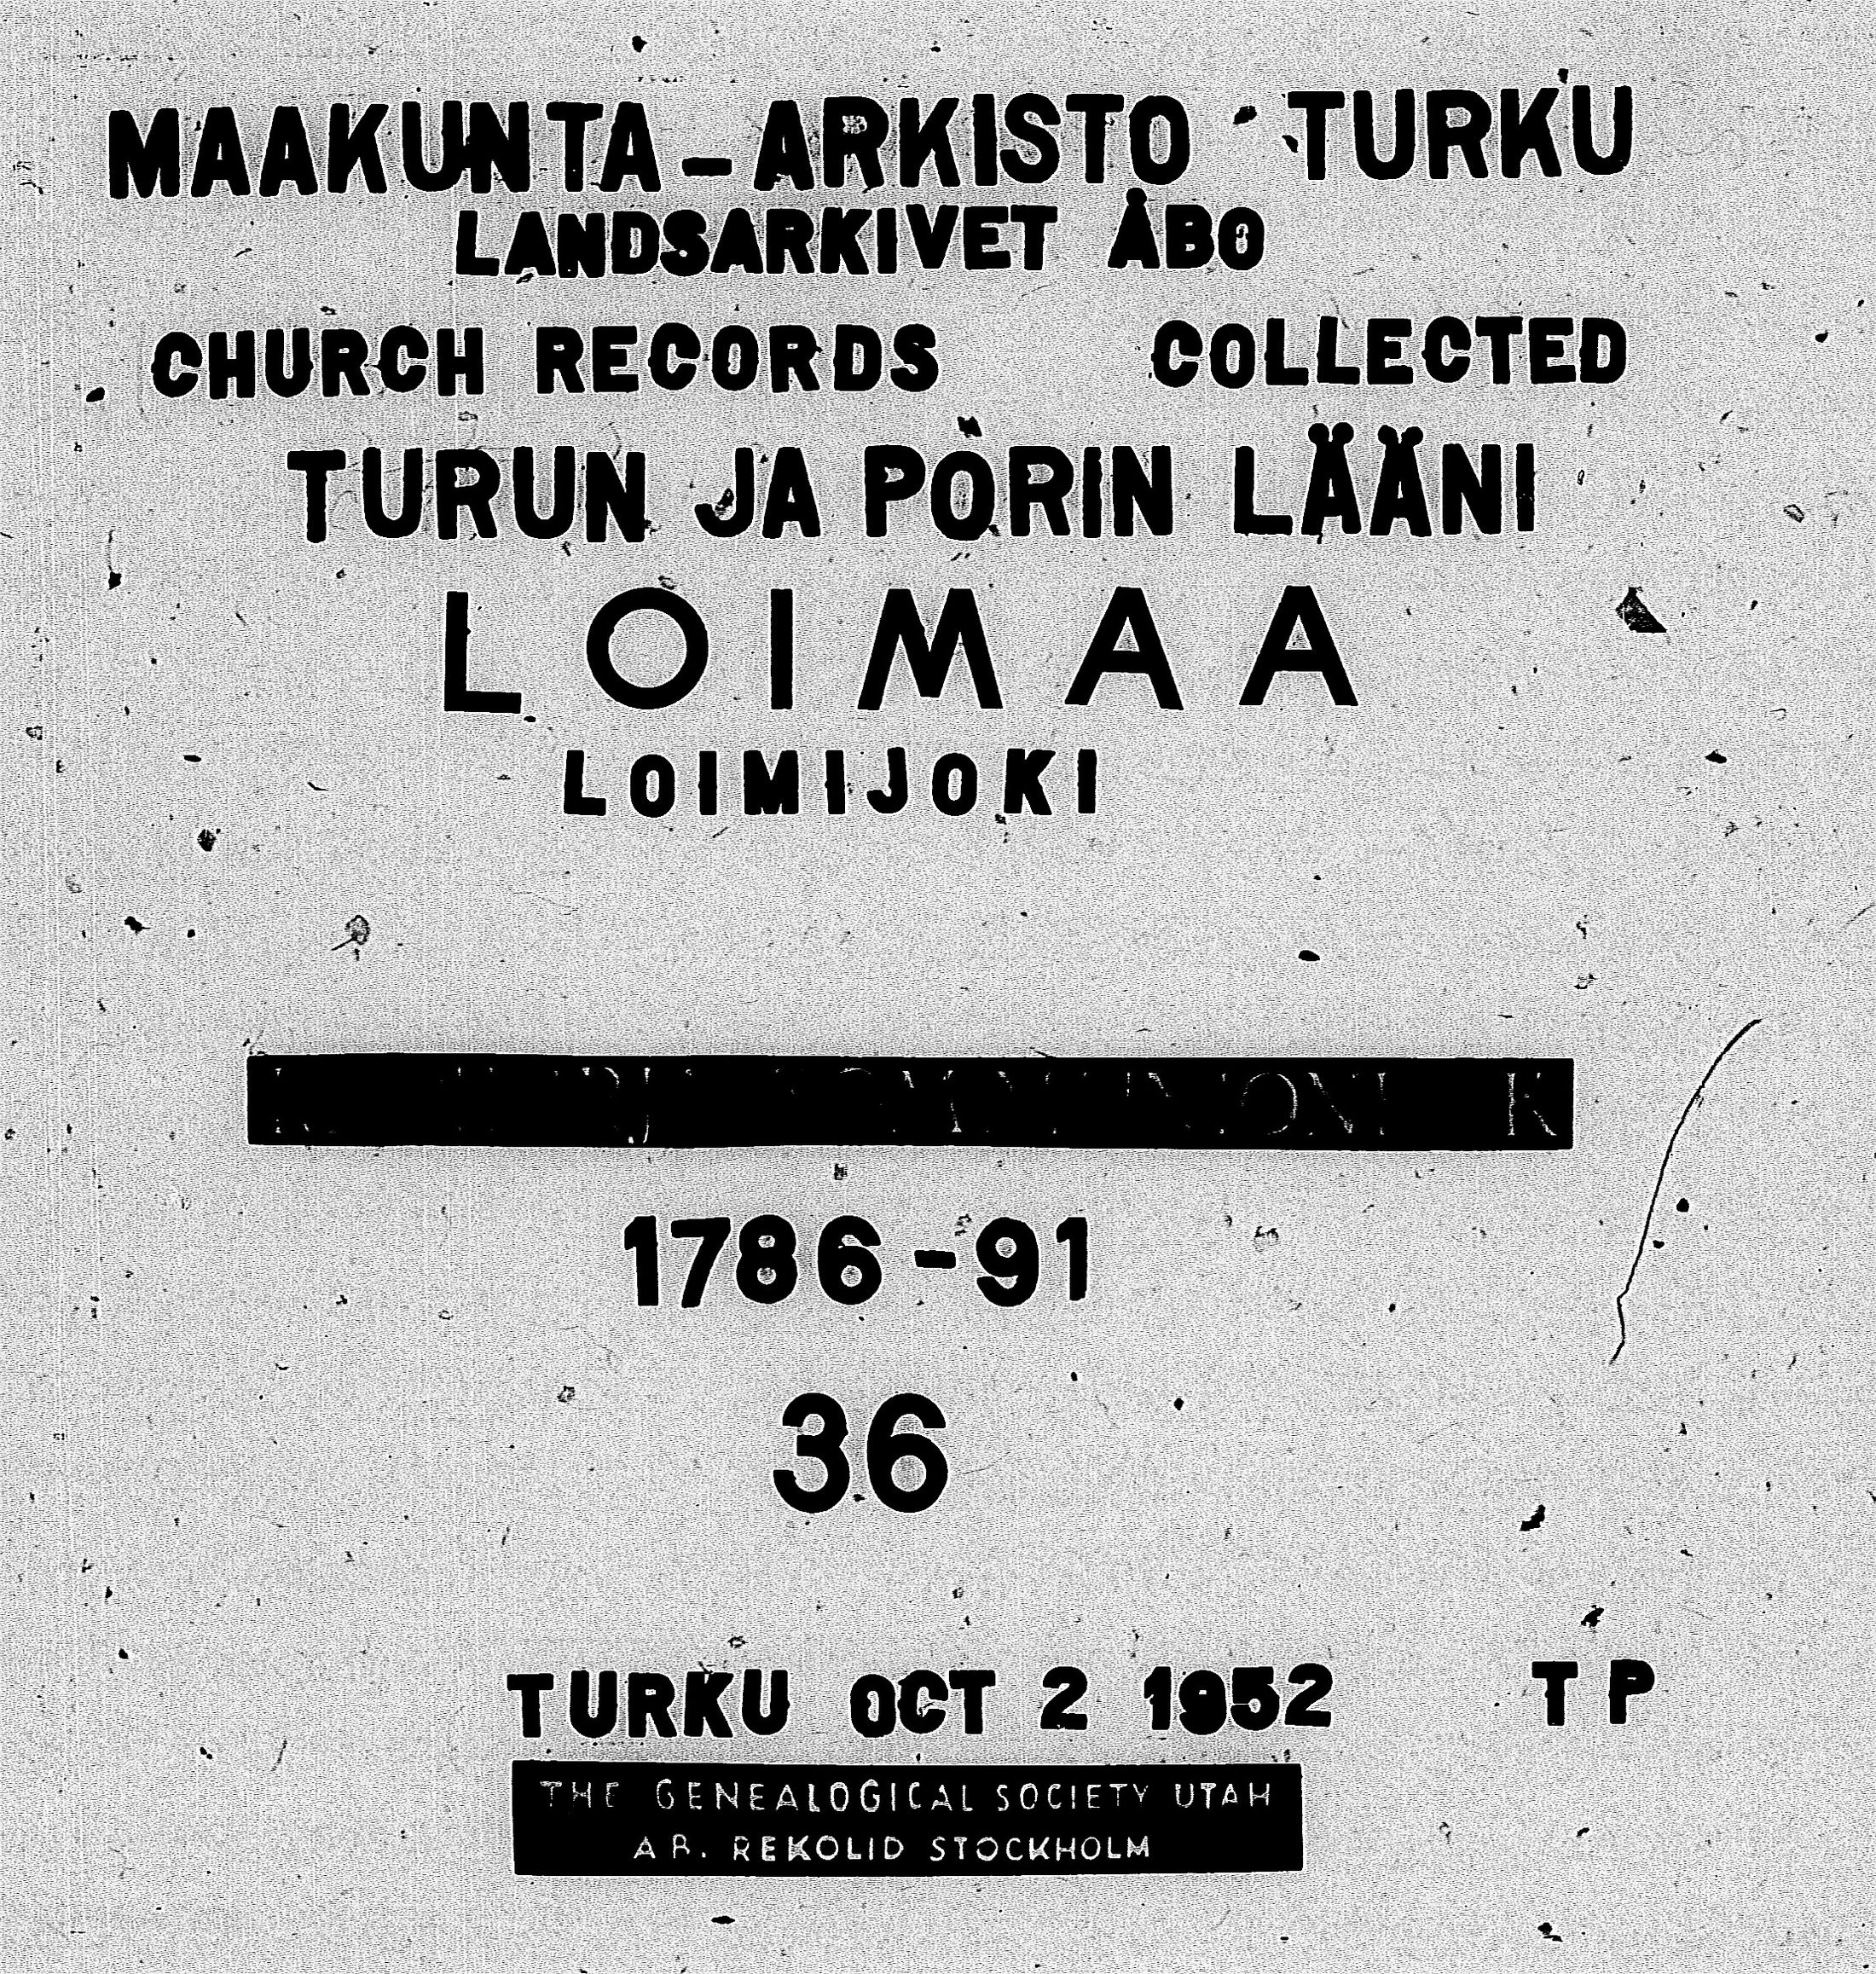 MAAKUNTA-ARKISTO TURKU
LANDSARKIVET ÅBO
CHURCH RECORDS COLLECTED
TURUN JA PORIN LÄÄNI
LOIMAA
LOIMIJOKI
1786-91
36
TURKU OCT 2 1952 TP
THE GENEALOGICAL SOCIETY UTAH
AB. REKOLID STOCKHOLM